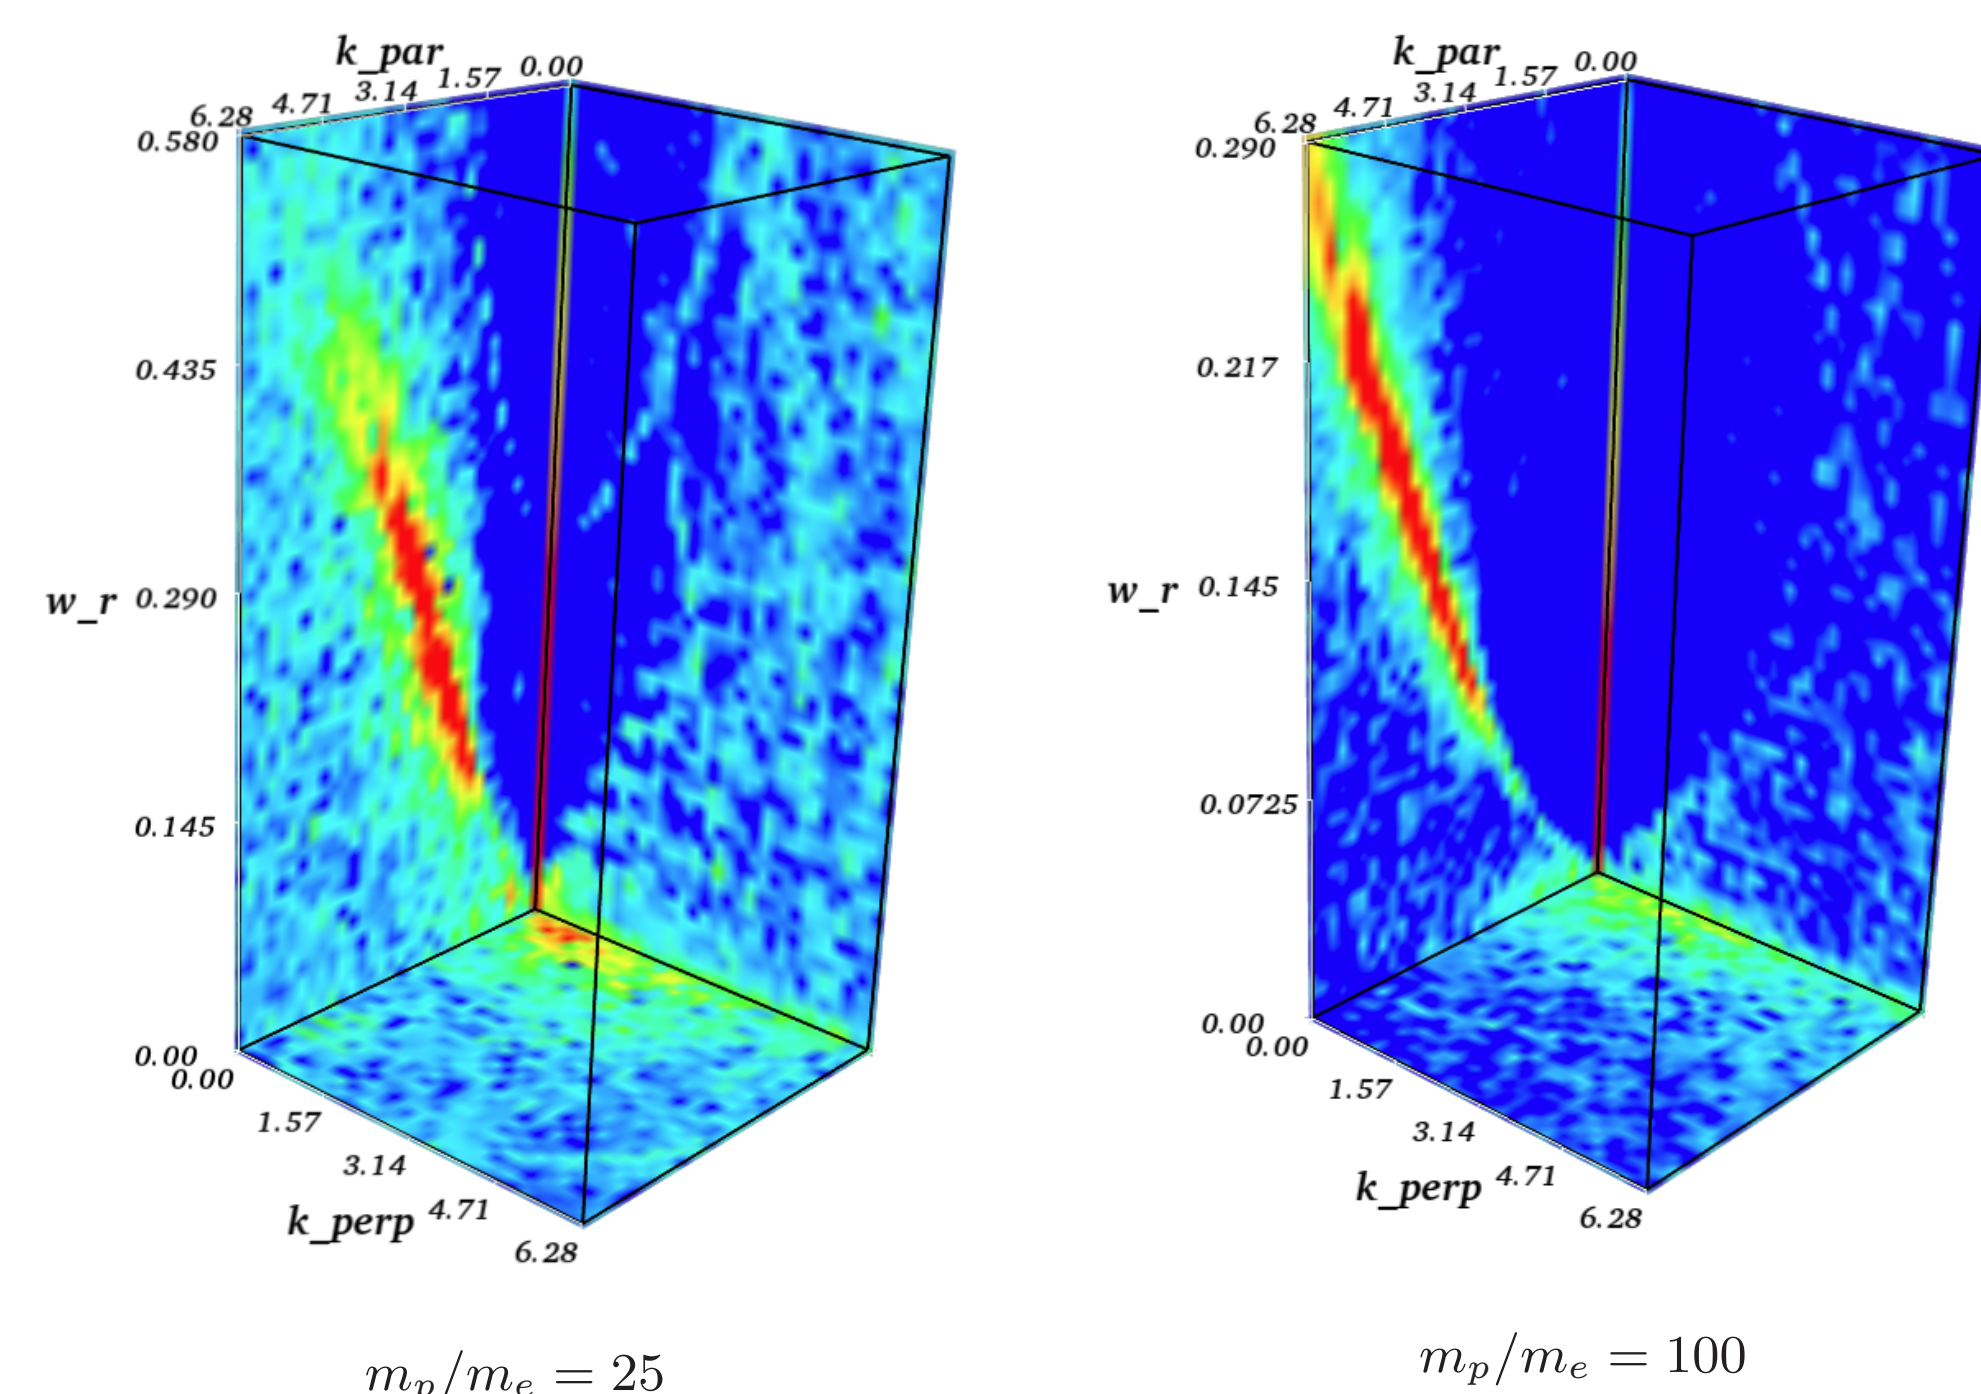 k_par
6.28 4.71 3.14 1.57 0.00
0.580
0.435
w_r 0.290
0.145
0.00
0.00
1.57
3.14
k_perp 4.71
6.28
m_p/m_e = 25
k_par
6.28 4.71 3.14 1.57 0.00
0.290
0.217
w_r 0.145
0.0725
0.00
0.00
1.57
3.14
k_perp 4.71
6.28
m_p/m_e = 100